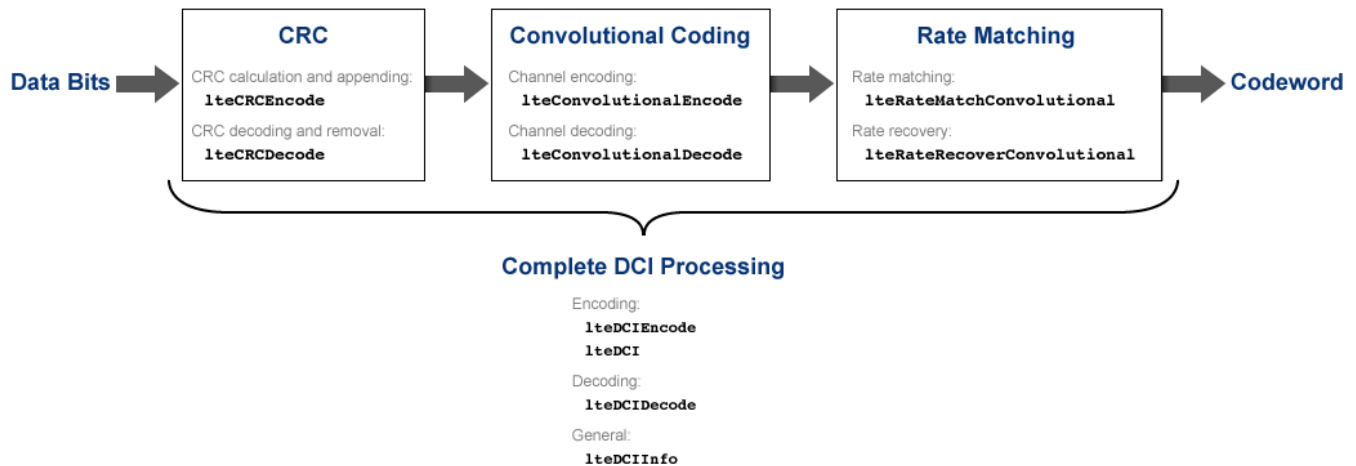 Data Bits
CRC
CRC calculation and appending:
lteCRCEncode
CRC decoding and removal:
lteCRCDecode
Convolutional Coding
Channel encoding:
lteConvolutionalEncode
Channel decoding:
lteConvolutionalDecode
Rate Matching
Rate matching:
lteRateMatchConvolutional
Rate recovery:
lteRateRecoverConvolutional
Codeword
Complete DCI Processing
Encoding:
lteDCIEncode
lteDCI
Decoding:
lteDCIDecode
General:
lteDCIInfo